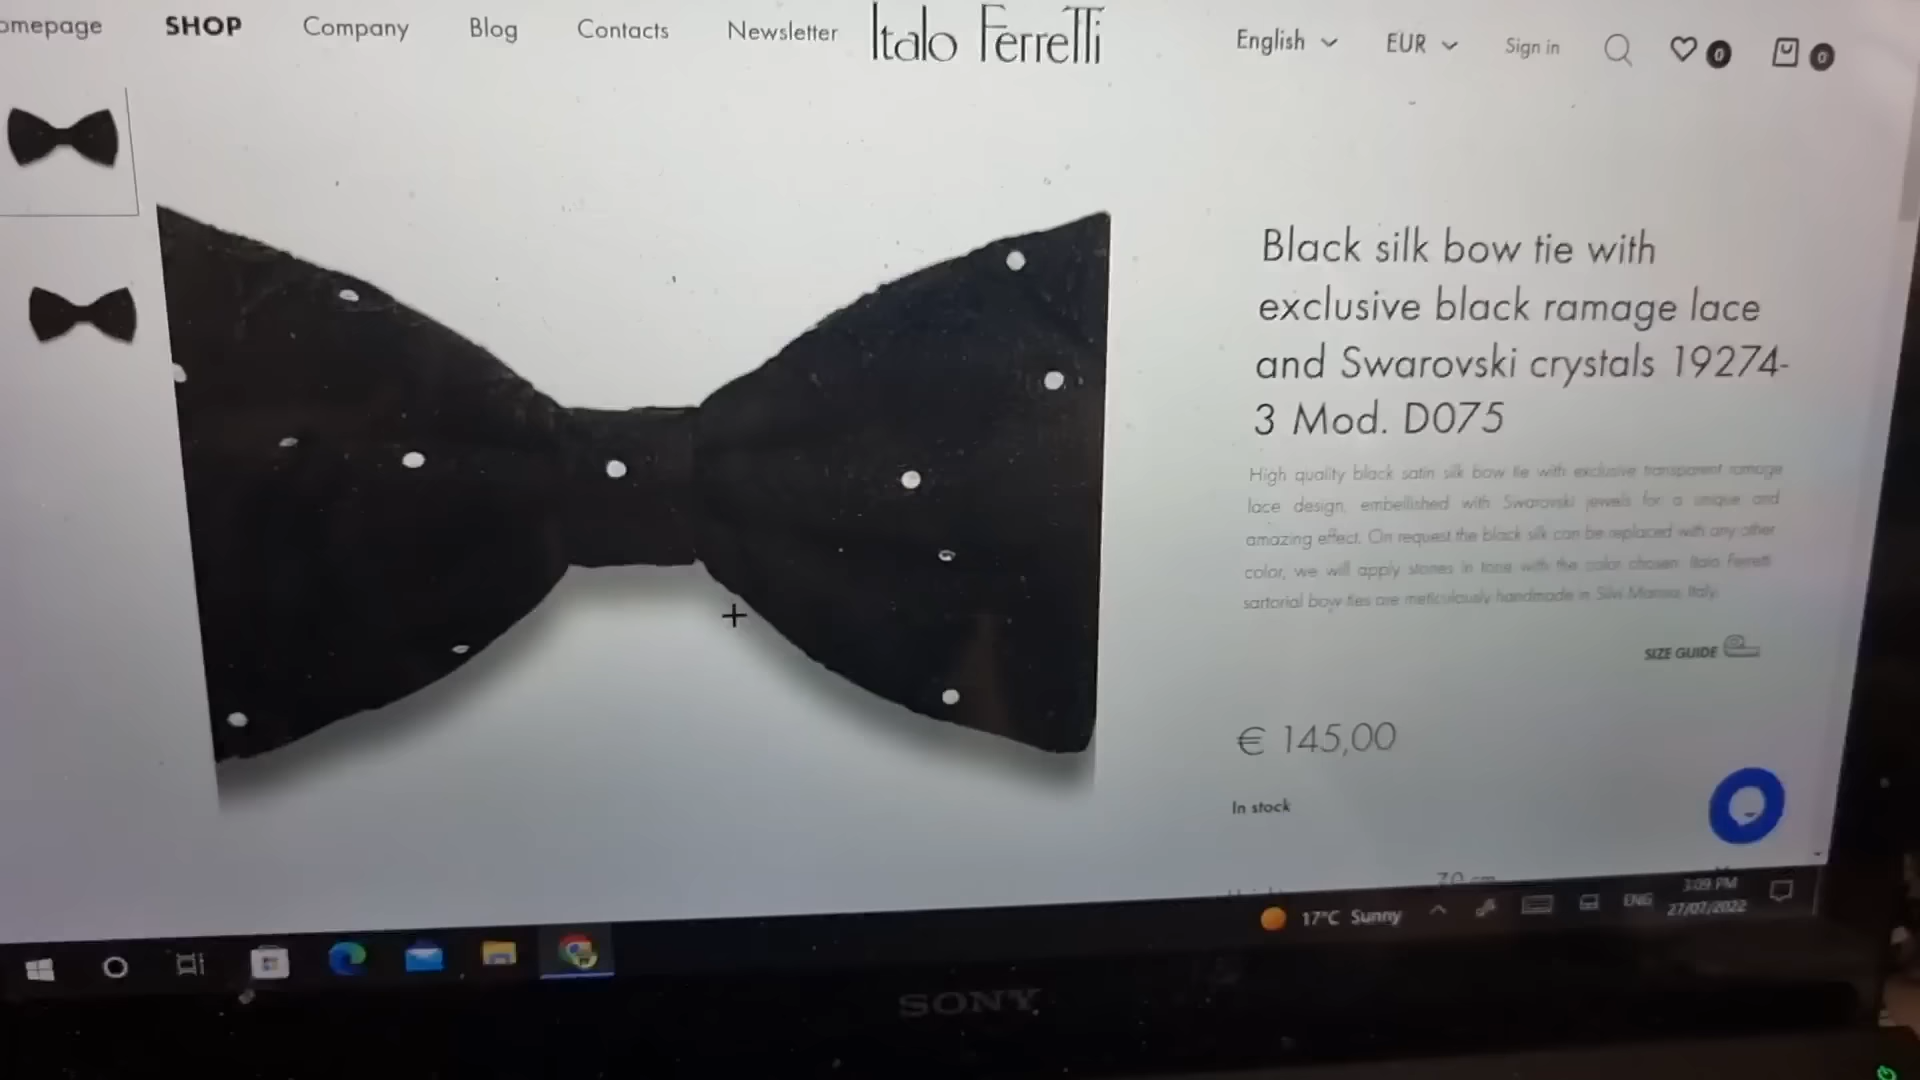 omepage SHOP Company Blog Contacts Newsletter Italo Ferretti English EUR Sign in 0 0
Black silk bow tie with
exclusive black ramage lace
and Swarovski crystals 19274-
3 Mod. D075
High quality black satin silk bow tie with exclusive transparent ramage
lace design, embellished with Swarovski jewels for a unique and
amazing effect. On request the black silk can be replaced with any other
color, we will apply stones in tone with the color chosen. Italo Ferretti
sartorial bow ties are meticulously handmade in Silvi Marina, Italy.
SIZE GUIDE
€ 145,00
In stock
17°C Sunny ENG 3:09 PM
27/07/2022
SONY